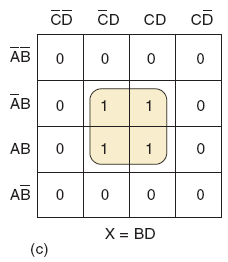 C̅D̅ C̅D CD CD̅
A̅B̅ 0 0 0 0
A̅B 0 1 1 0
AB 0 1 1 0
AB̅ 0 0 0 0
X = BD
(c)